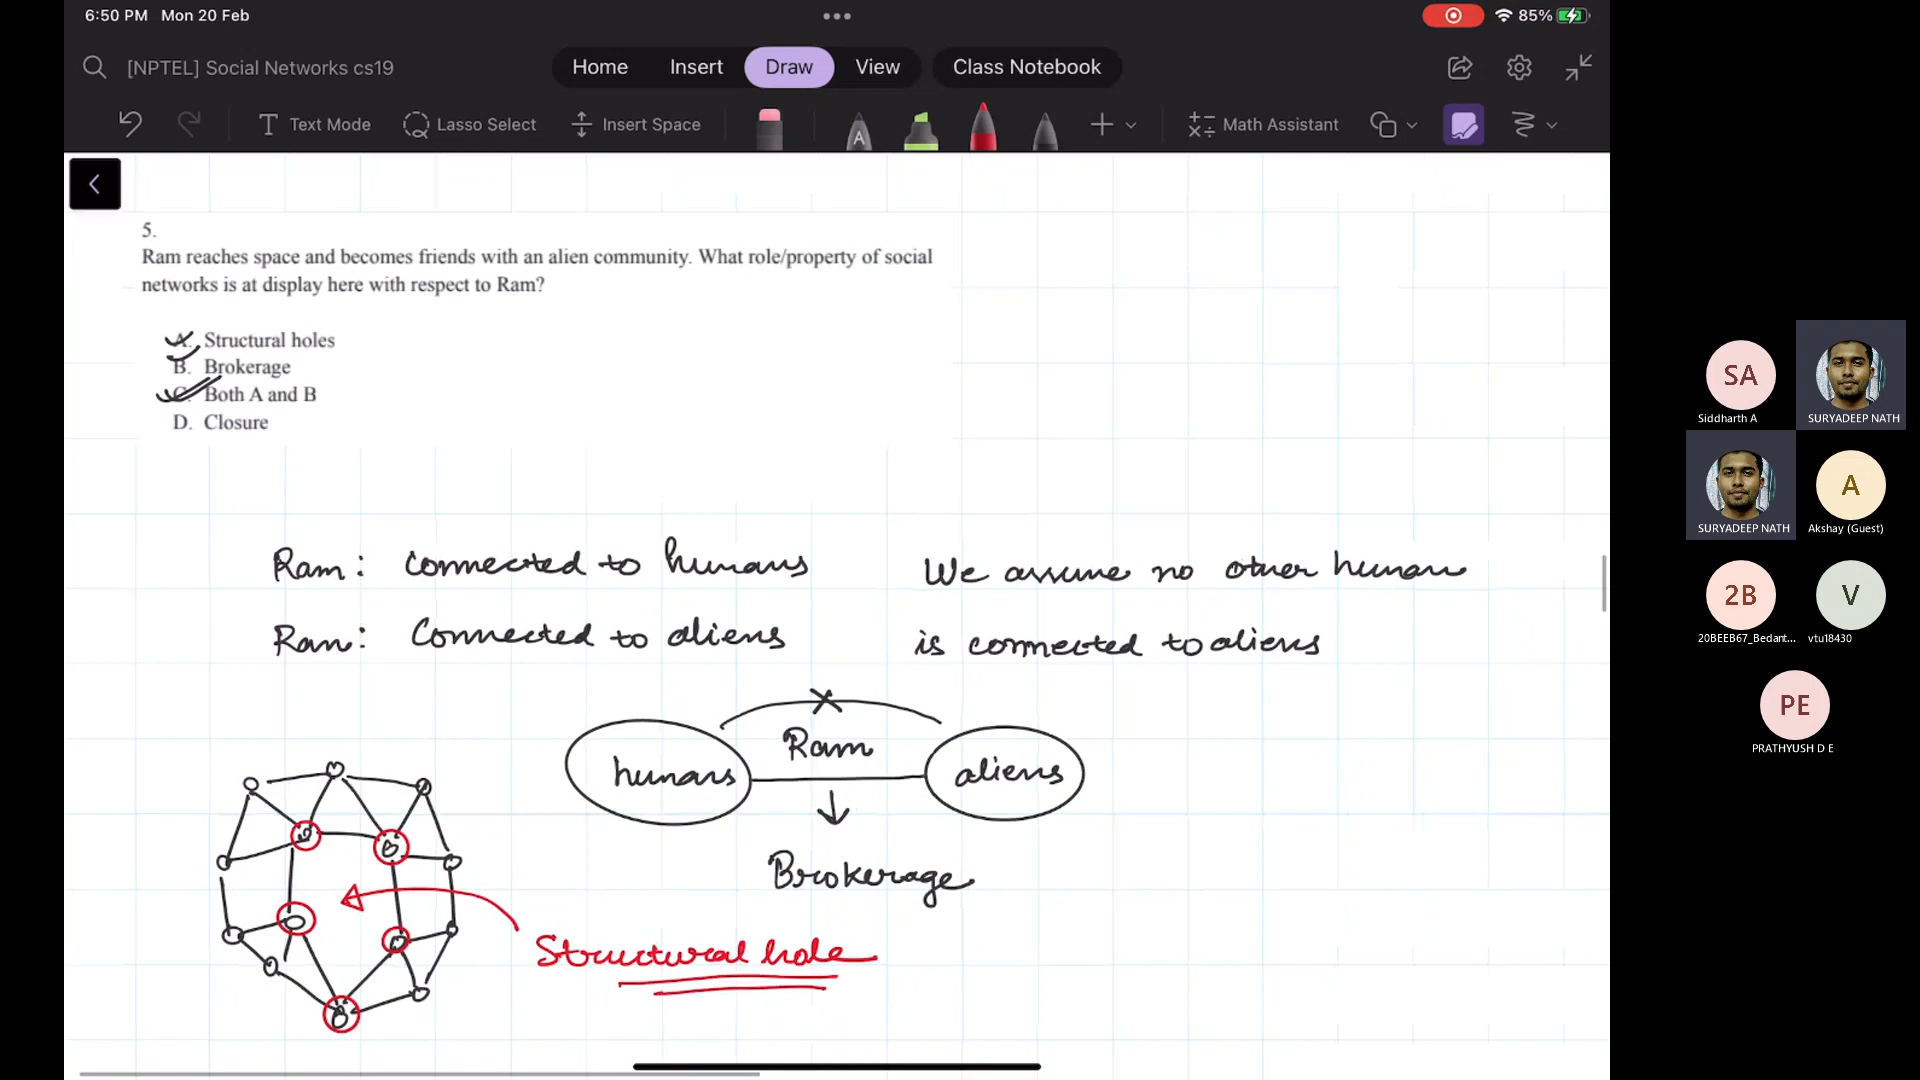 6:50 PM Mon 20 Feb
85%
[NPTEL] Social Networks cs19
Home Insert Draw View Class Notebook
Text Mode Lasso Select Insert Space A Math Assistant
5.
Ram reaches space and becomes friends with an alien community. What role/property of social
networks is at display here with respect to Ram?
A. Structural holes
B. Brokerage
C. Both A and B
D. Closure
Ram: connected to humans
Ram: Connected to aliens
We assume no other human
is connected to aliens
Ram
humans
aliens
Brokerage
Structural hole
SA
Siddharth A
SURYADEEP NATH
SURYADEEP NATH
A
Akshay (Guest)
2B
20BEEB67_Bedant...
V
vtu18430
PE
PRATHYUSH D E